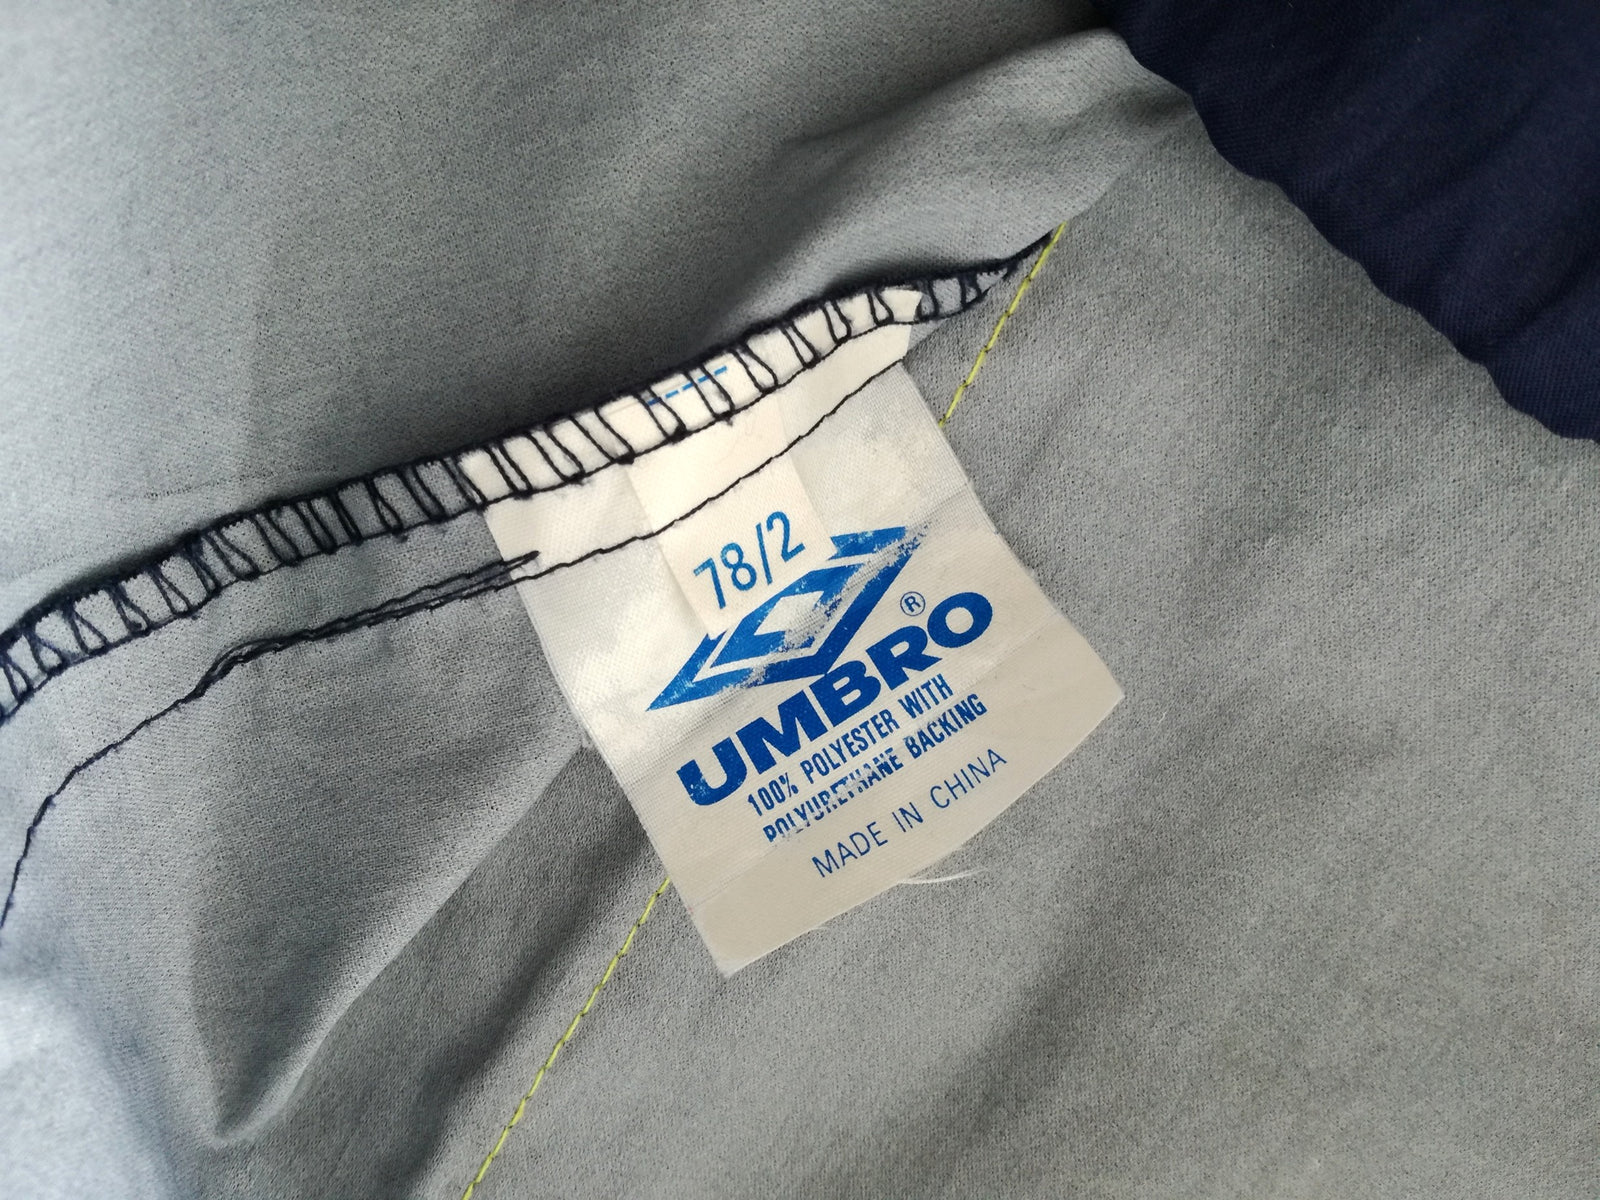 78/2
®
UMBRO
100% POLYESTER WITH
POLYURETHANE BACKING
MADE IN CHINA